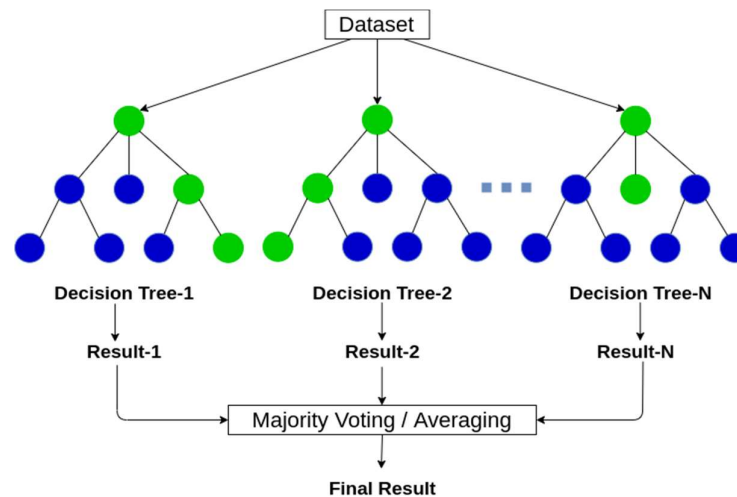 Dataset
Decision Tree-1
Decision Tree-2
Decision Tree-N
Result-1
Result-2
Result-N
Majority Voting / Averaging
Final Result